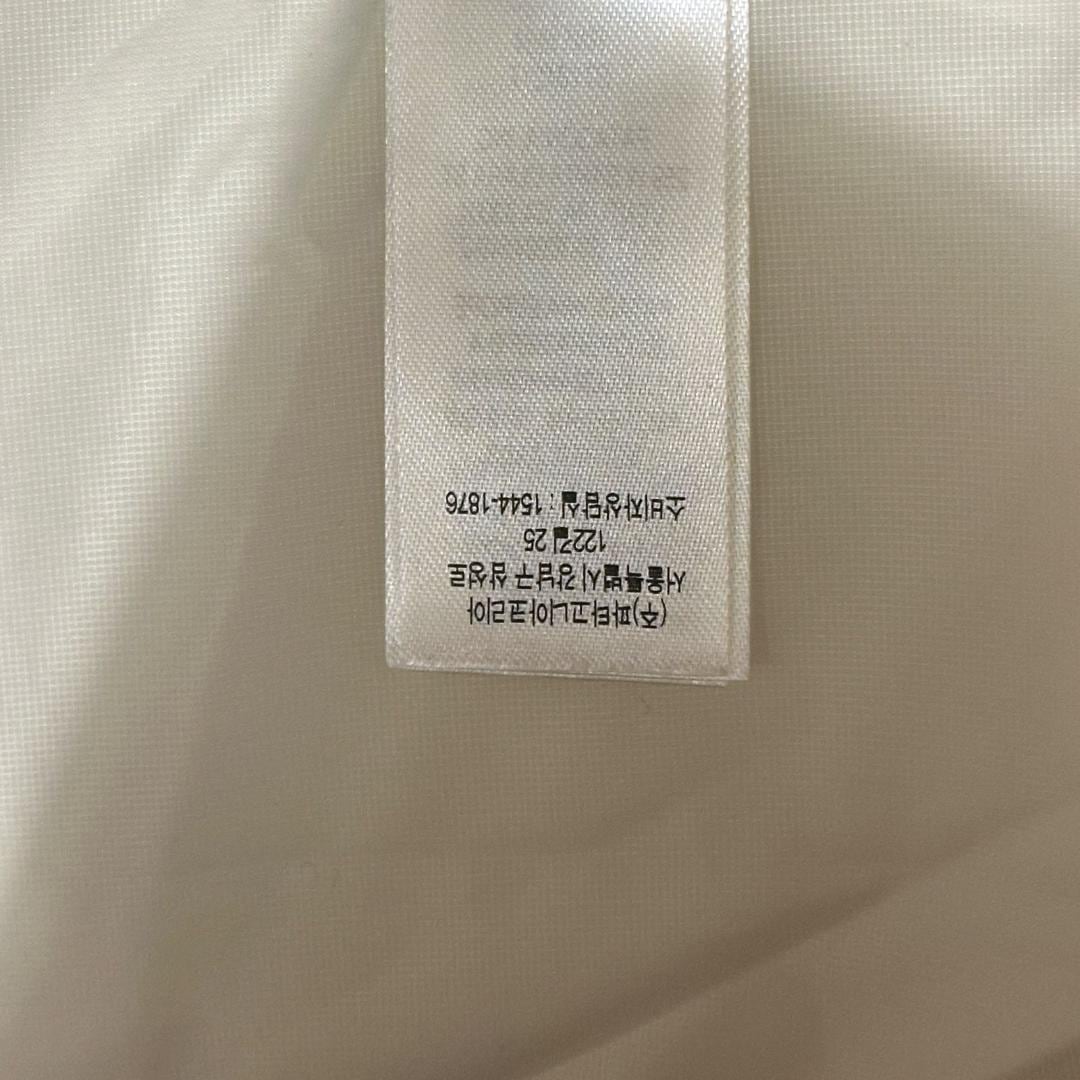 (주)파타고니아코리아
서울특별시 강남구 삼성로
122길 25
소비자상담실 : 1544-1876